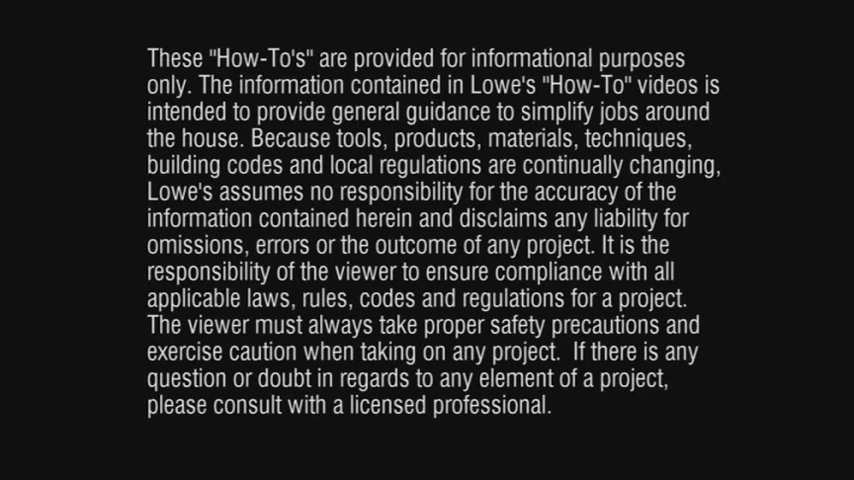 These "How-To's" are provided for informational purposes
only. The information contained in Lowe's "How-To" videos is
intended to provide general guidance to simplify jobs around
the house. Because tools, products, materials, techniques,
building codes and local regulations are continually changing,
Lowe's assumes no responsibility for the accuracy of the
information contained herein and disclaims any liability for
omissions, errors or the outcome of any project. It is the
responsibility of the viewer to ensure compliance with all
applicable laws, rules, codes and regulations for a project.
The viewer must always take proper safety precautions and
exercise caution when taking on any project.  If there is any
question or doubt in regards to any element of a project,
please consult with a licensed professional.